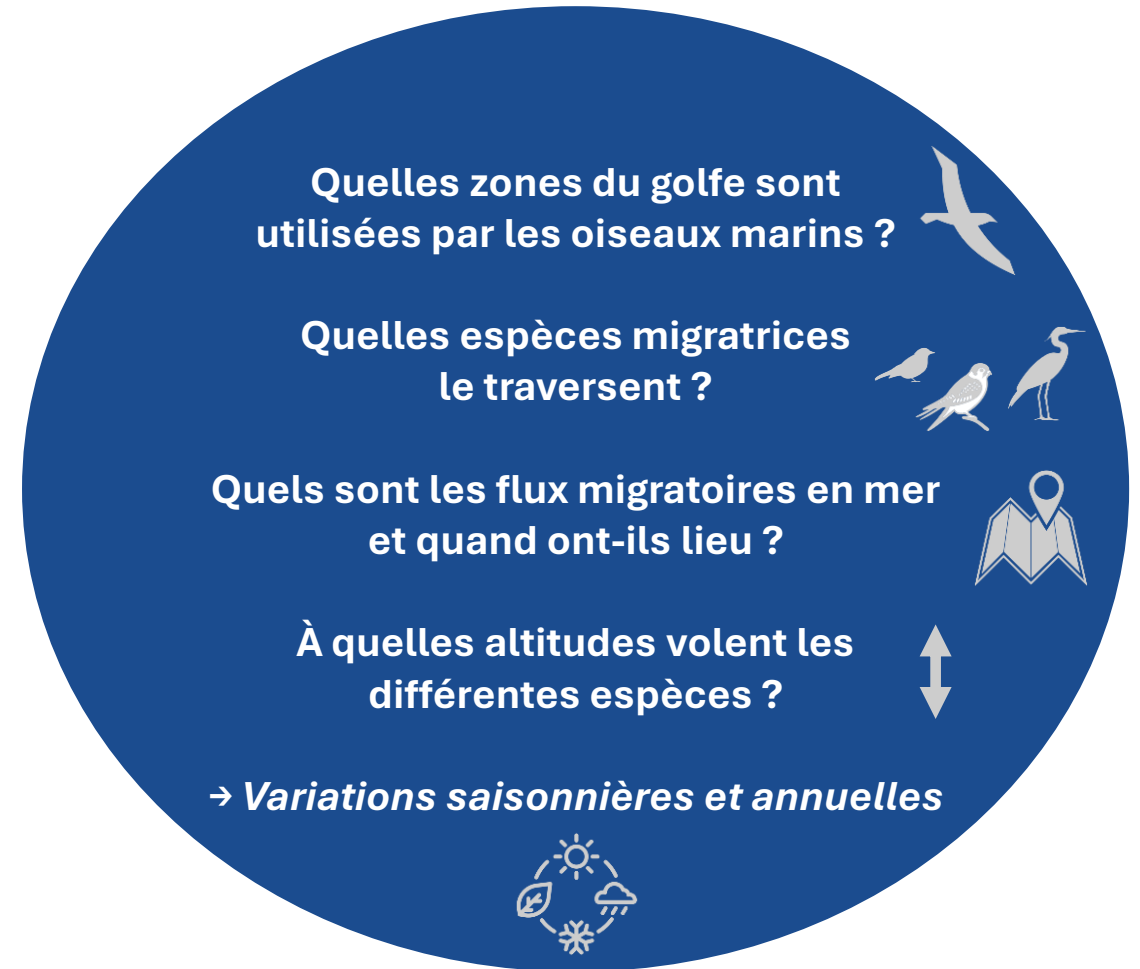 Quelles zones du golfe sont
utilisées par les oiseaux marins ?
Quelles espèces migratrices
le traversent ?
Quels sont les flux migratoires en mer
et quand ont-ils lieu ?
À quelles altitudes volent les
différentes espèces ?
→ Variations saisonnières et annuelles